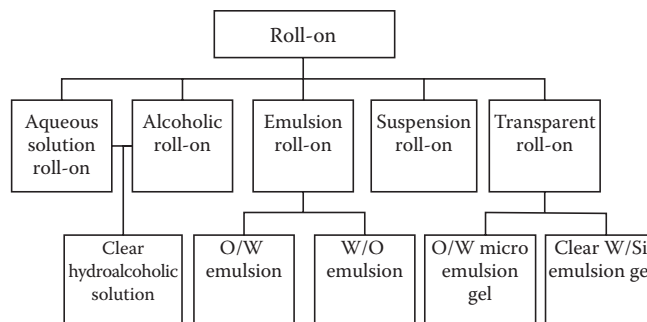 Roll-on
Aqueous
solution
roll-on
Alcoholic
roll-on
Emulsion
roll-on
Suspension
roll-on
Transparent
roll-on
Clear
hydroalcoholic
solution
O/W
emulsion
W/O
emulsion
O/W micro
emulsion
gel
Clear W/Si
emulsion gel